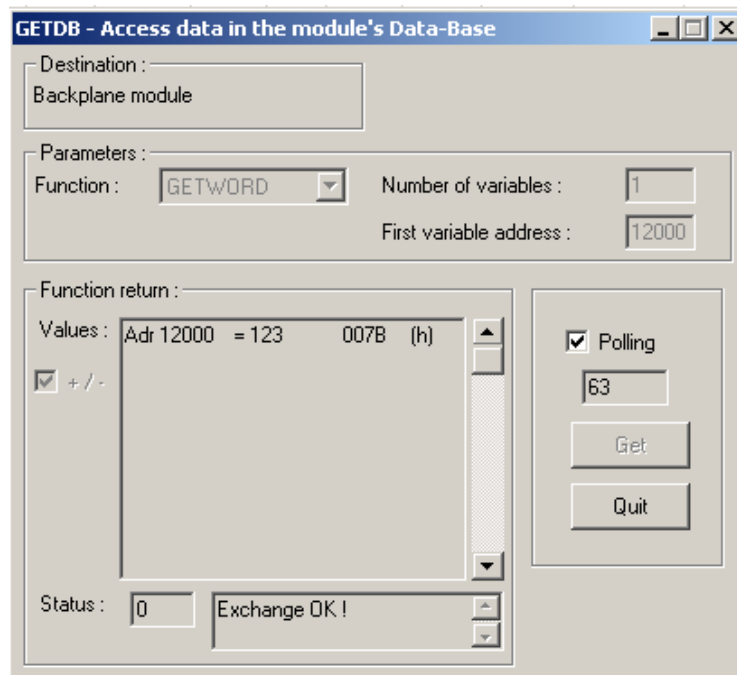 GETDB - Access data in the module's Data-Base
Destination :
Backplane module
Parameters :
Function : GETWORD Number of variables : 1
First variable address : 12000
Function return :
Values : Adr 12000 = 123 007B (h)
+ / -
Polling
63
Get
Quit
Status : 0 Exchange OK !